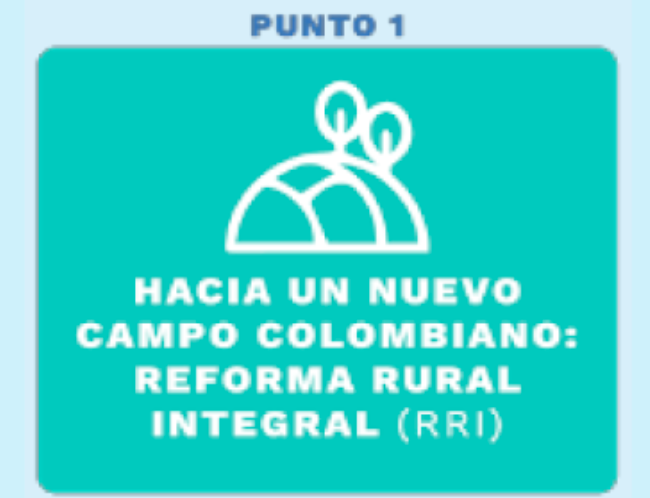 PUNTO 1
HACIA UN NUEVO
CAMPO COLOMBIANO:
REFORMA RURAL
INTEGRAL (RRI)